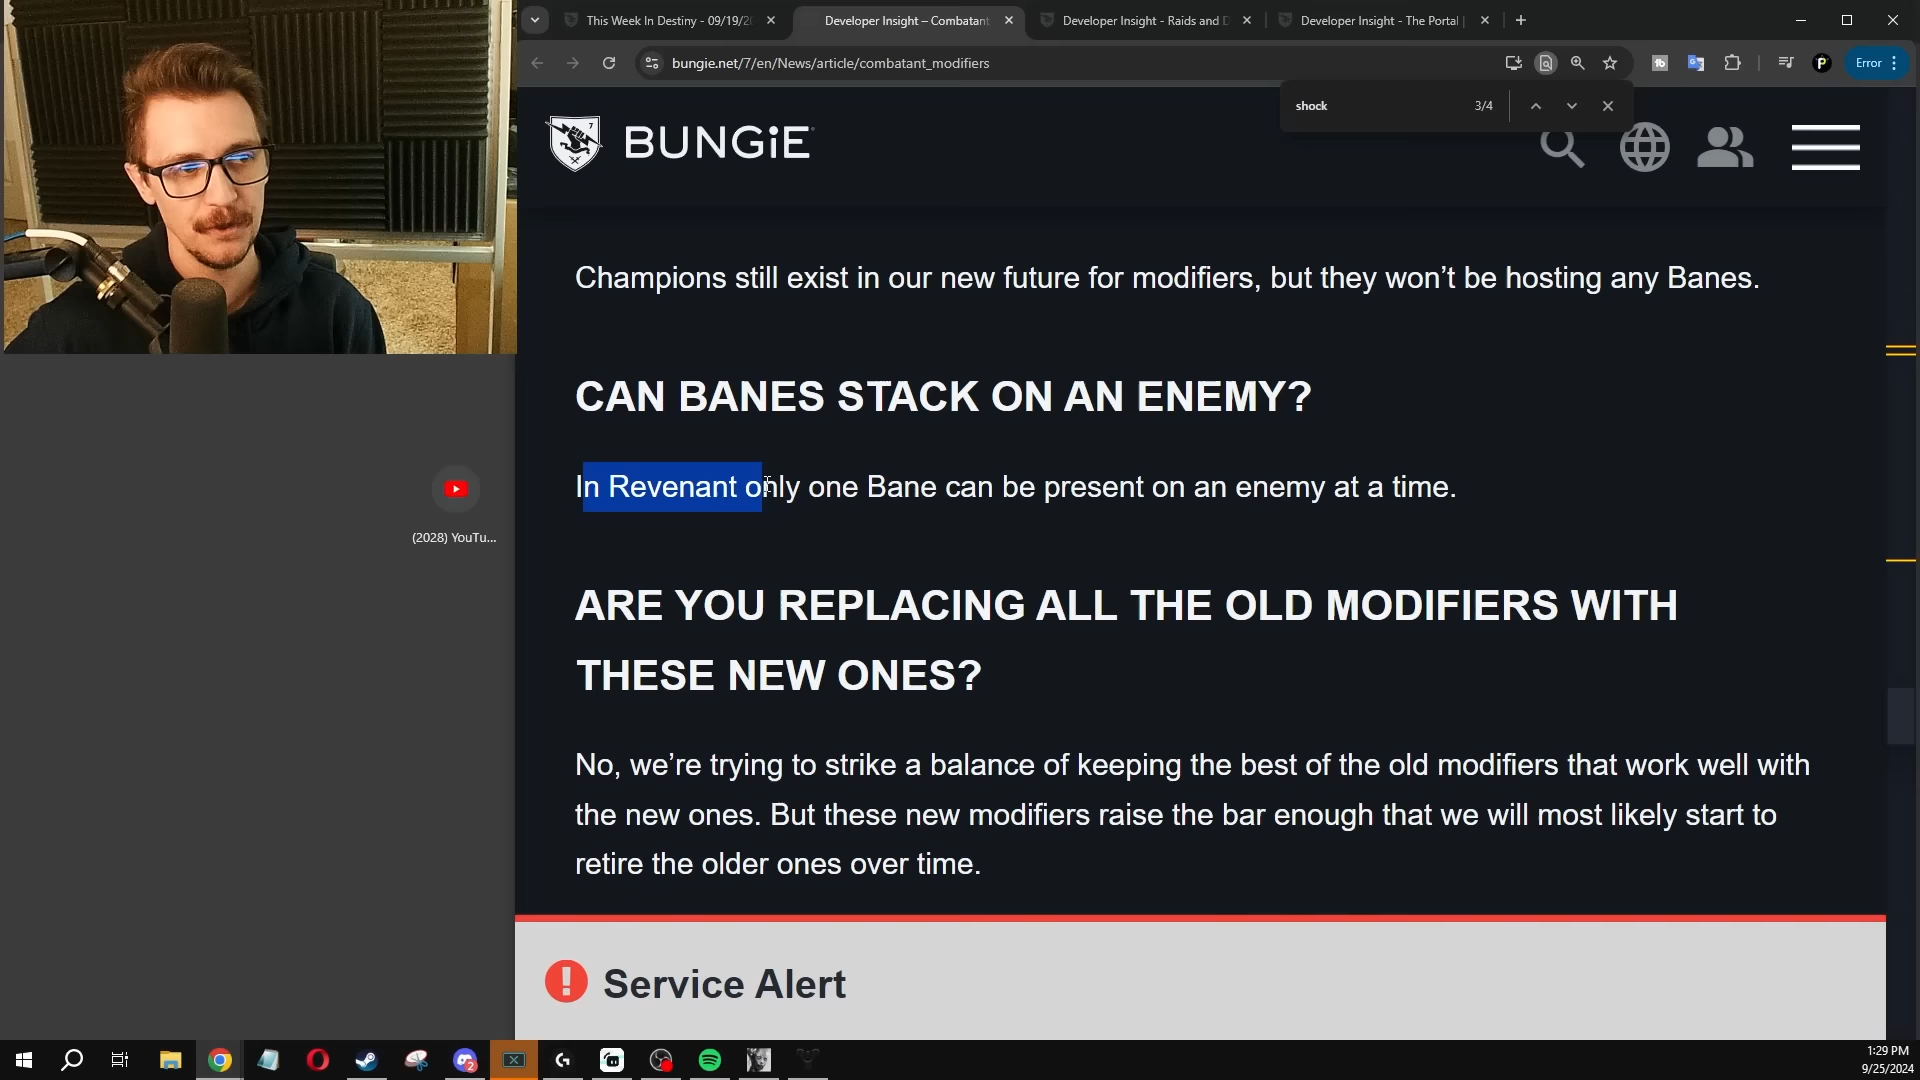 This Week In Destiny - 09/19/20
Developer Insight – Combatant
Developer Insight - Raids and D
Developer Insight - The Portal |
bungie.net/7/en/News/article/combatant_modifiers
Error
shock
3/4
7
BUNGiE
Champions still exist in our new future for modifiers, but they won’t be hosting any Banes.
CAN BANES STACK ON AN ENEMY?
In Revenant only one Bane can be present on an enemy at a time.
(2028) YouTu...
ARE YOU REPLACING ALL THE OLD MODIFIERS WITH
THESE NEW ONES?
No, we’re trying to strike a balance of keeping the best of the old modifiers that work well with
the new ones. But these new modifiers raise the bar enough that we will most likely start to
retire the older ones over time.
Service Alert
2
1:29 PM
9/25/2024